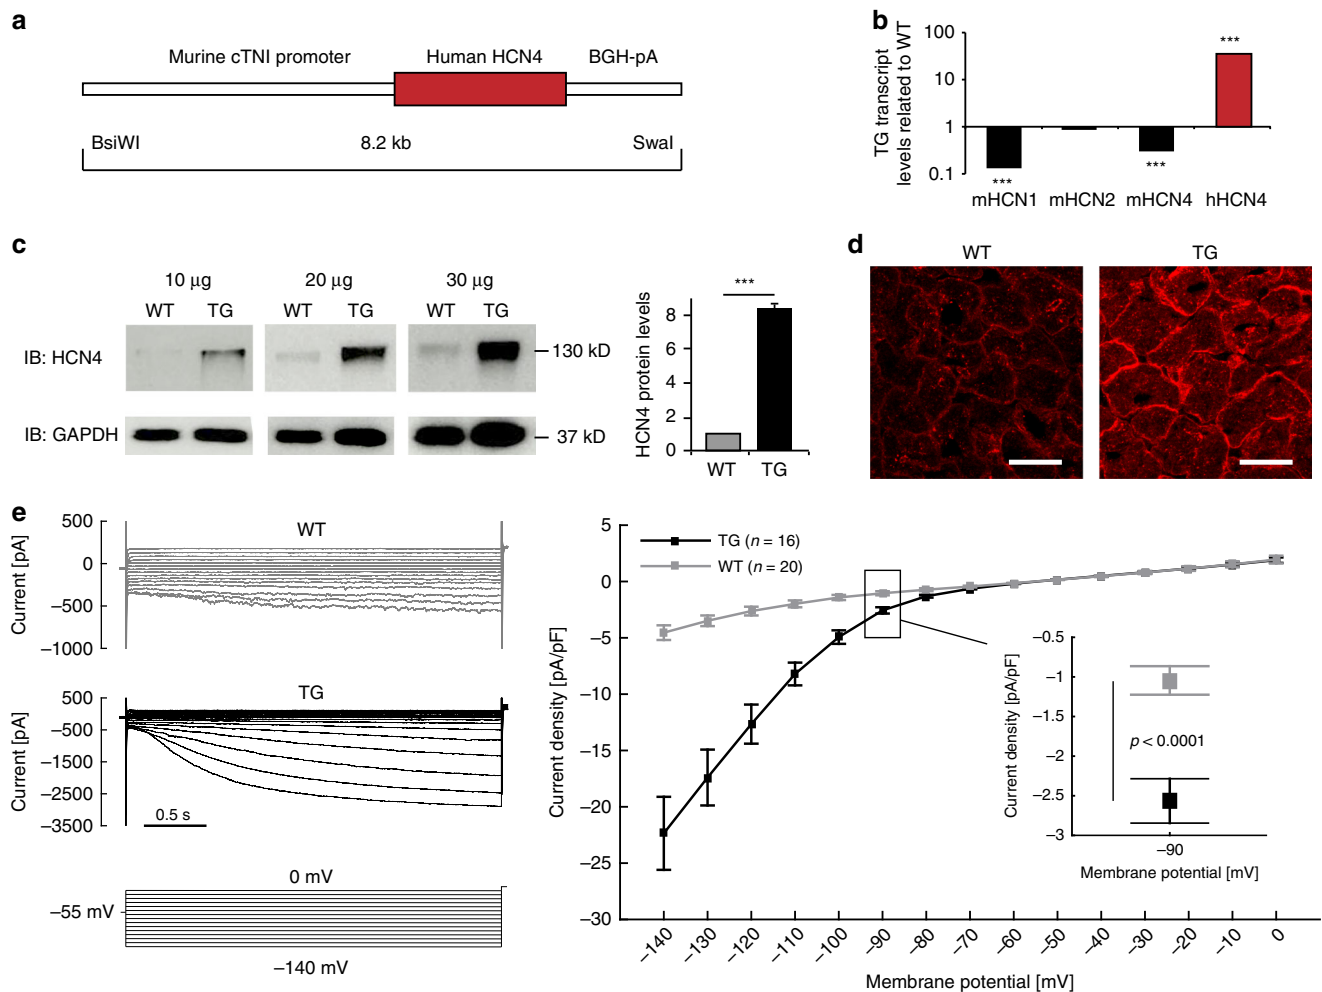 a
Murine cTNI promoter
Human HCN4
BGH-pA
BsiWI
8.2 kb
SwaI
b
TG transcript
levels related to WT
100
10
1
0.1
***
***
***
mHCN1
mHCN2
mHCN4
hHCN4
c
10 µg
20 µg
30 µg
WT
TG
WT
TG
WT
TG
IB: HCN4
130 kD
IB: GAPDH
37 kD
HCN4 protein levels
8
6
4
2
0
***
WT
TG
d
WT
TG
e
Current [pA]
500
0
−500
−1000
WT
Current [pA]
500
−500
−1500
−2500
−3500
TG
0.5 s
0 mV
−55 mV
−140 mV
Current density [pA/pF]
5
0
−5
−10
−15
−20
−25
−30
TG (n = 16)
WT (n = 20)
−140
−130
−120
−110
−100
−90
−80
−70
−60
−50
−40
−30
−20
−10
0
Membrane potential [mV]
Current density [pA/pF]
−0.5
−1
−1.5
−2
−2.5
−3
p < 0.0001
−90
Membrane potential [mV]